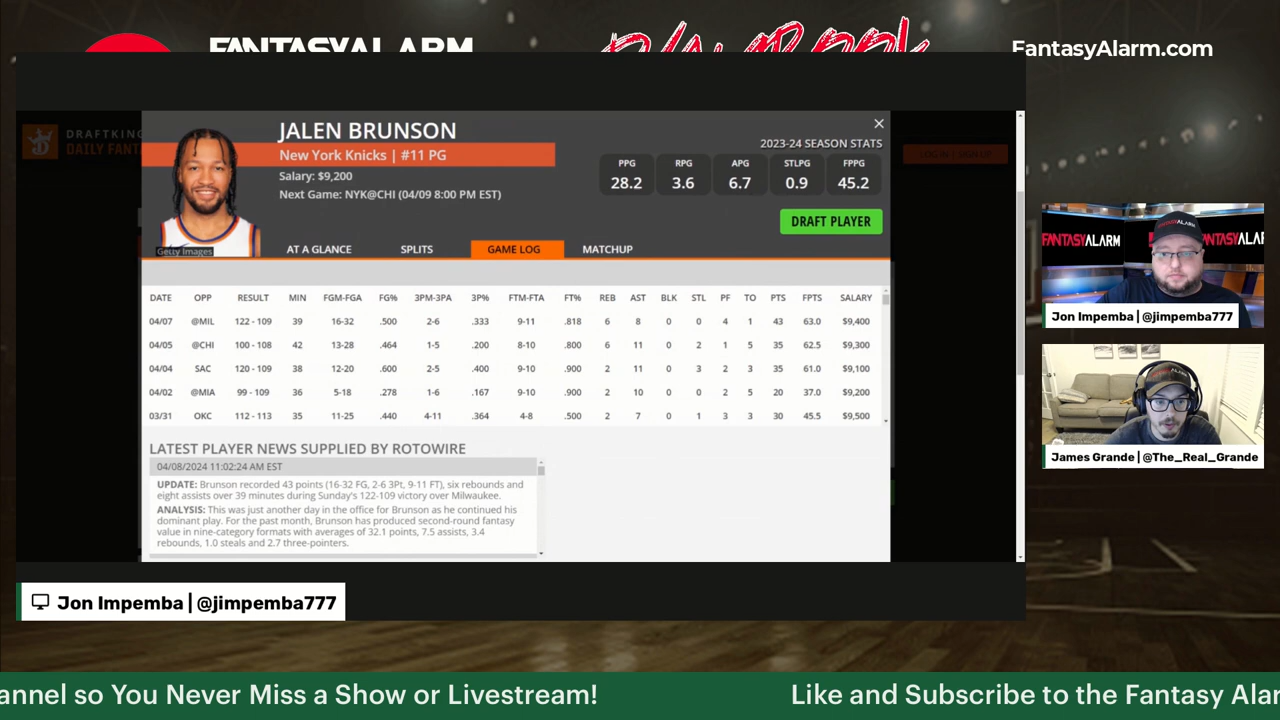 FANTASYALARM
PLAYBOOK
FantasyAlarm.com
DRAFTKIN
DAILY FANT
LOG IN / SIGN UP
JALEN BRUNSON
New York Knicks | #11 PG
Salary: $9,200
Next Game: NYK@CHI (04/09 8:00 PM EST)
2023-24 SEASON STATS
PPG RPG APG STLPG FPPG
28.2 3.6 6.7 0.9 45.2
DRAFT PLAYER
Getty Images
AT A GLANCE SPLITS GAME LOG MATCHUP
DATE OPP RESULT MIN FGM-FGA FG% 3PM-3PA 3P% FTM-FTA FT% REB AST BLK STL PF TO PTS FPTS SALARY
04/07 @MIL 122 - 109 39 16-32 .500 2-6 .333 9-11 .818 6 8 0 0 4 1 43 63.0 $9,400
04/05 @CHI 100 - 108 42 13-28 .464 1-5 .200 8-10 .800 6 11 0 2 1 5 35 62.5 $9,300
04/04 SAC 120 - 109 38 12-20 .600 2-5 .400 9-10 .900 2 11 0 3 2 3 35 61.0 $9,100
04/02 @MIA 99 - 109 36 5-18 .278 1-6 .167 9-10 .900 2 10 0 0 2 5 20 37.0 $9,200
03/31 OKC 112 - 113 35 11-25 .440 4-11 .364 4-8 .500 2 7 0 1 3 3 30 45.5 $9,500
LATEST PLAYER NEWS SUPPLIED BY ROTOWIRE
04/08/2024 11:02:24 AM EST
UPDATE: Brunson recorded 43 points (16-32 FG, 2-6 3Pt, 9-11 FT), six rebounds and
eight assists over 39 minutes during Sunday's 122-109 victory over Milwaukee.
ANALYSIS: This was just another day in the office for Brunson as he continued his
dominant play. For the past month, Brunson has produced second-round fantasy
value in nine-category formats with averages of 32.1 points, 7.5 assists, 3.4
rebounds, 1.0 steals and 2.7 three-pointers.
FANTASYALARM
Jon Impemba | @jimpemba777
James Grande | @The_Real_Grande
Jon Impemba | @jimpemba777
annel so You Never Miss a Show or Livestream! Like and Subscribe to the Fantasy Alar